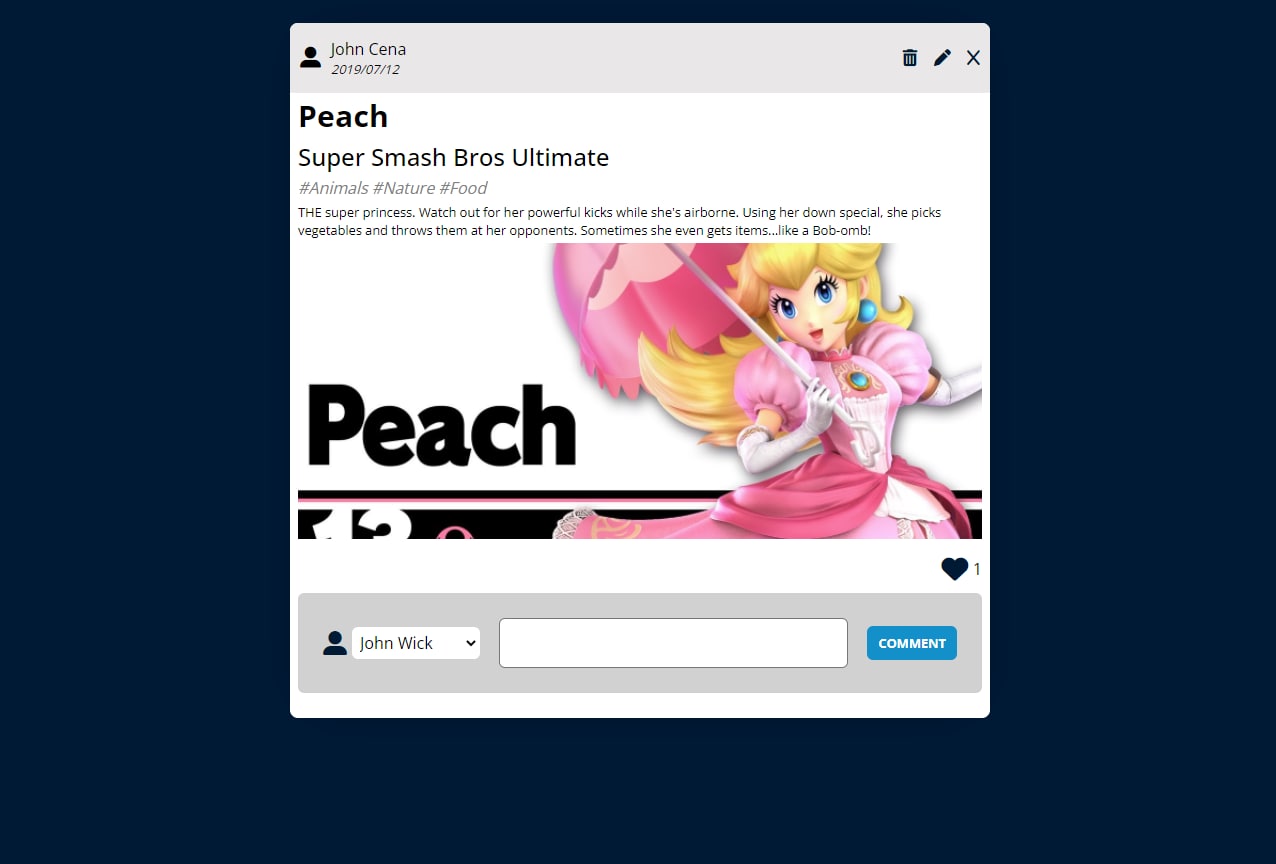 John Cena
2019/07/12
Peach
Super Smash Bros Ultimate
#Animals #Nature #Food
THE super princess. Watch out for her powerful kicks while she's airborne. Using her down special, she picks
vegetables and throws them at her opponents. Sometimes she even gets items...like a Bob-omb!
Peach
13
1
John Wick
COMMENT